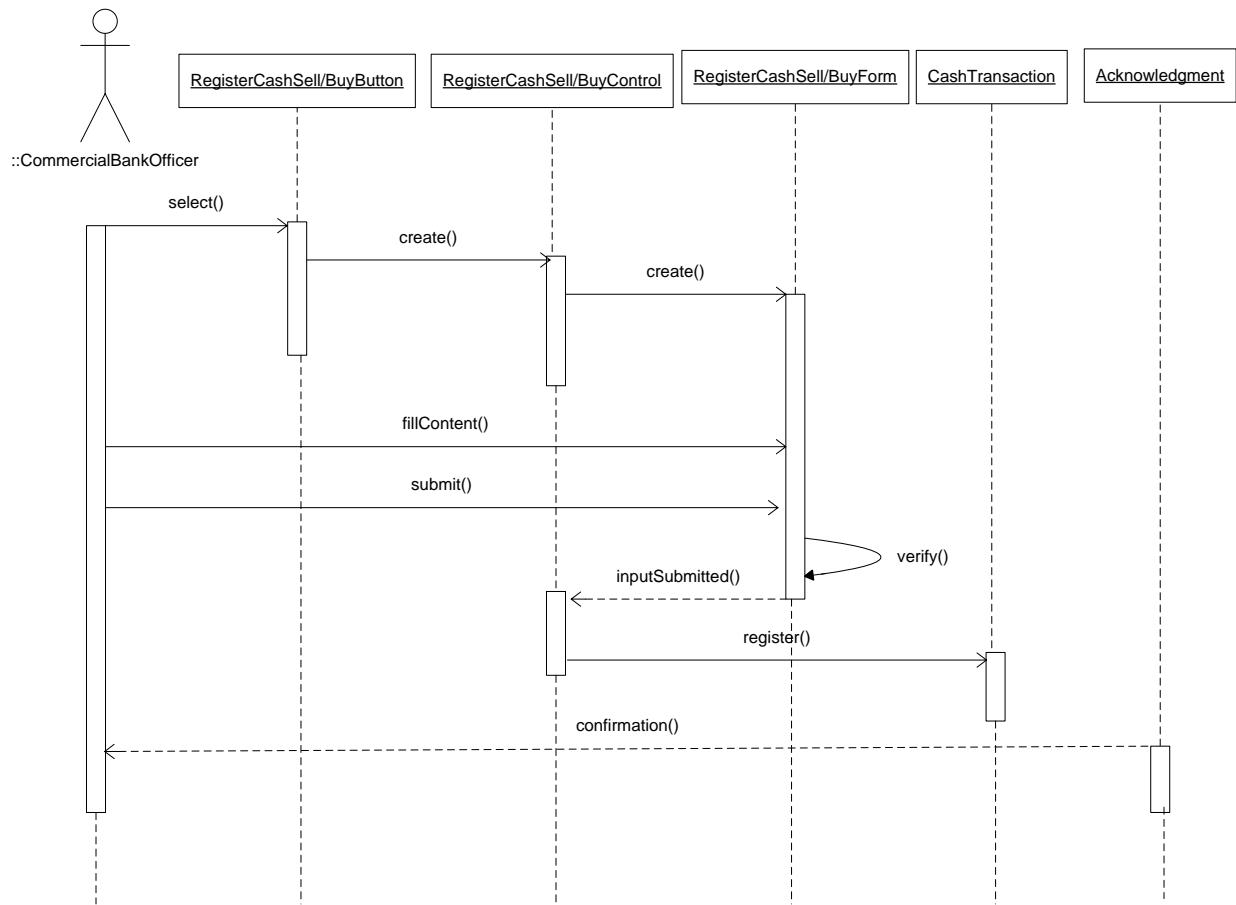 RegisterCashSell/BuyButton
RegisterCashSell/BuyControl
RegisterCashSell/BuyForm
CashTransaction
Acknowledgment
::CommercialBankOfficer
select()
create()
create()
fillContent()
submit()
verify()
inputSubmitted()
register()
confirmation()